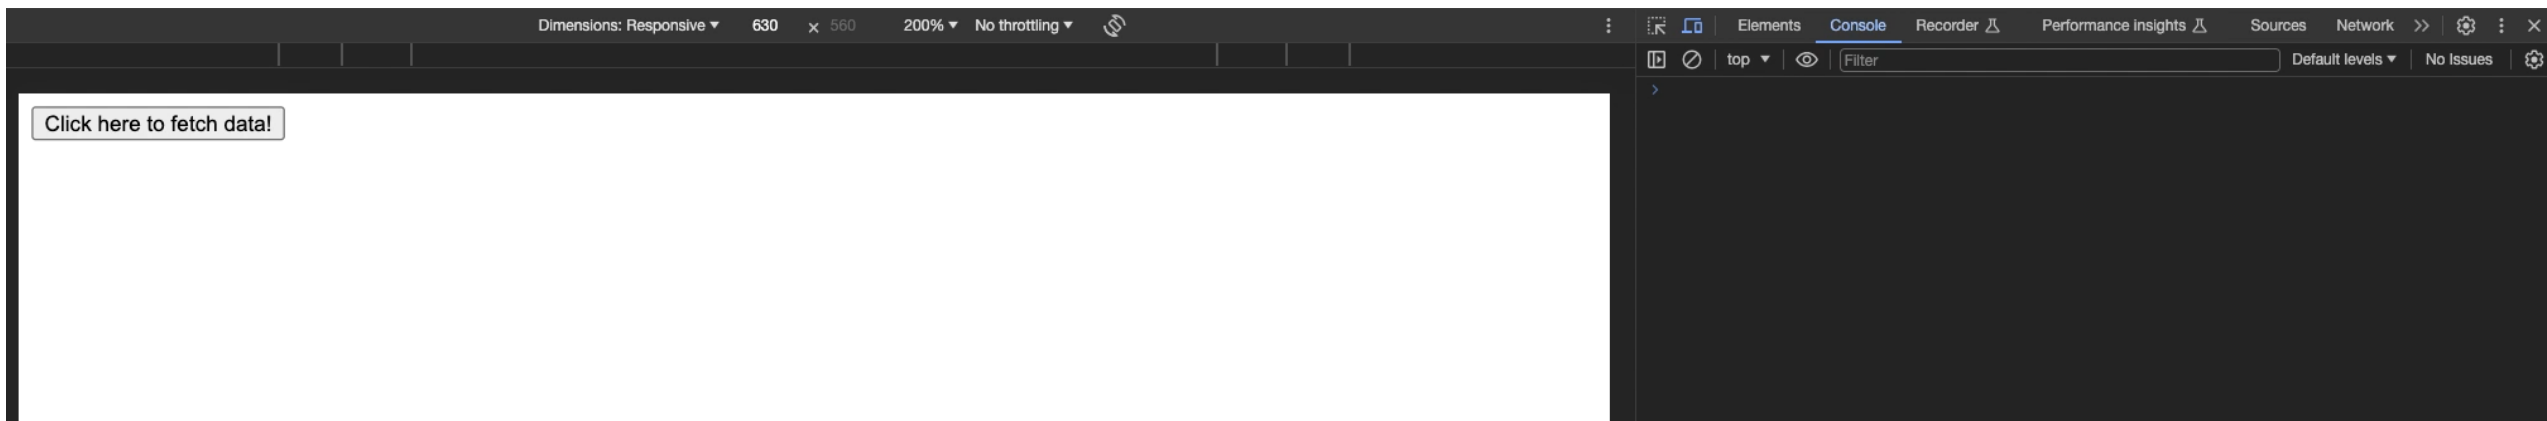 Dimensions: Responsive 630 x 560 200% No throttling
Elements Console Recorder Performance insights Sources Network
top Filter Default levels No Issues
Click here to fetch data!